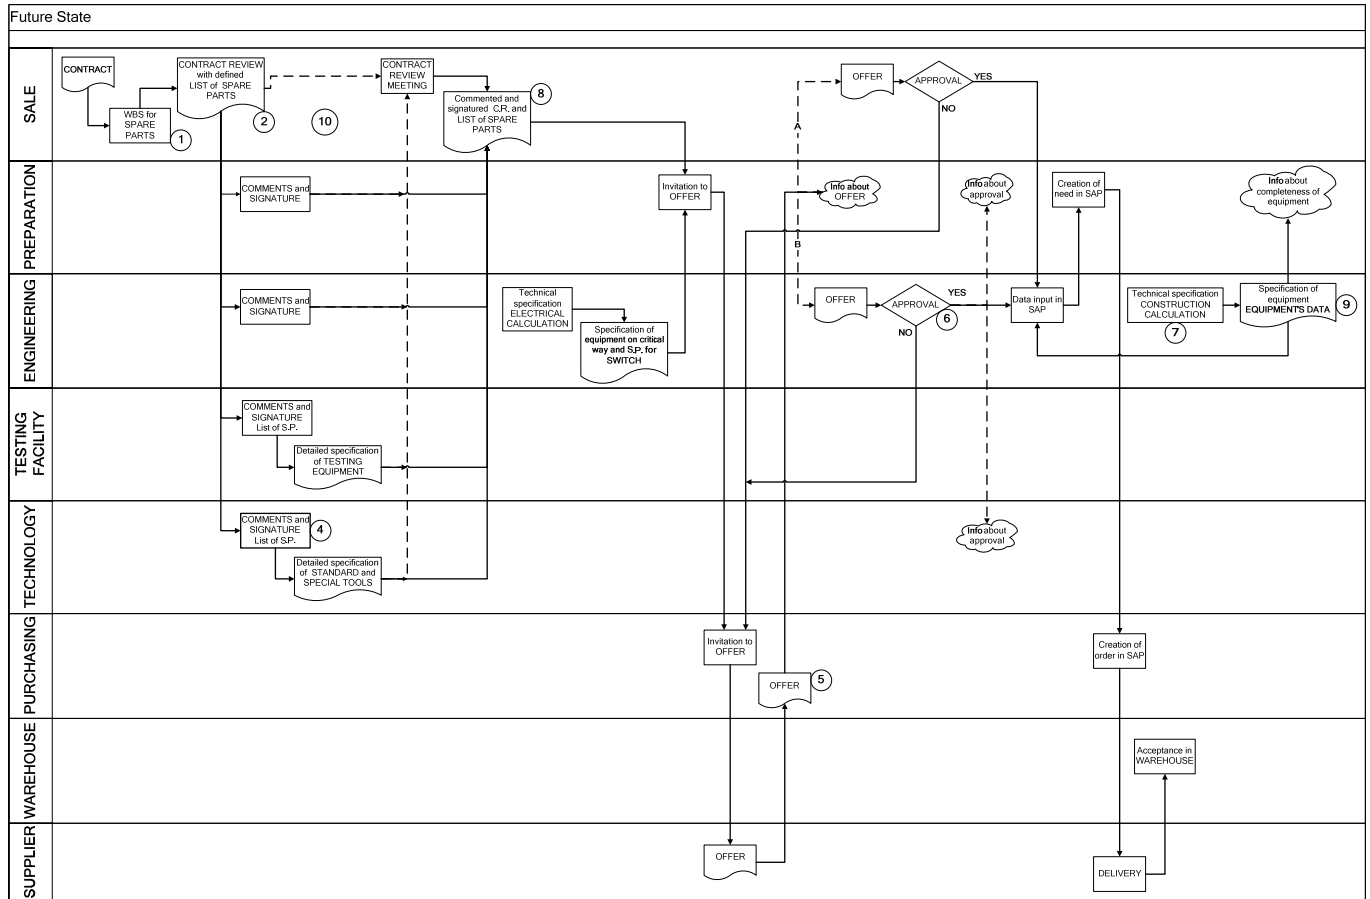 Future State
SALE
CONTRACT
WBS for
SPARE
PARTS
1
CONTRACT REVIEW
with defined
LIST of SPARE
PARTS
2
10
CONTRACT
REVIEW
MEETING
Commented and
signatured C.R. and
LIST of SPARE
PARTS
8
A
OFFER
APPROVAL
YES
NO
PREPARATION
COMMENTS and
SIGNATURE
Invitation to
OFFER
Info about
OFFER
B
Info about
approval
Creation of
need in SAP
Info about
completeness of
equipment
ENGINEERING
COMMENTS and
SIGNATURE
Technical
specification
ELECTRICAL
CALCULATION
Specification of
equipment on critical
way and S.P. for
SWITCH
OFFER
APPROVAL
YES
NO
6
Data input in
SAP
Technical specification
CONSTRUCTION
CALCULATION
7
Specification of
equipment
EQUIPMENT'S DATA
9
TESTING
FACILITY
COMMENTS and
SIGNATURE
List of S.P.
Detailed specification
of TESTING
EQUIPMENT
TECHNOLOGY
COMMENTS and
SIGNATURE
List of S.P.
4
Detailed specification
of STANDARD and
SPECIAL TOOLS
Info about
approval
PURCHASING
Invitation to
OFFER
OFFER
5
Creation of
order in SAP
WAREHOUSE
Acceptance in
WAREHOUSE
SUPPLIER
OFFER
DELIVERY